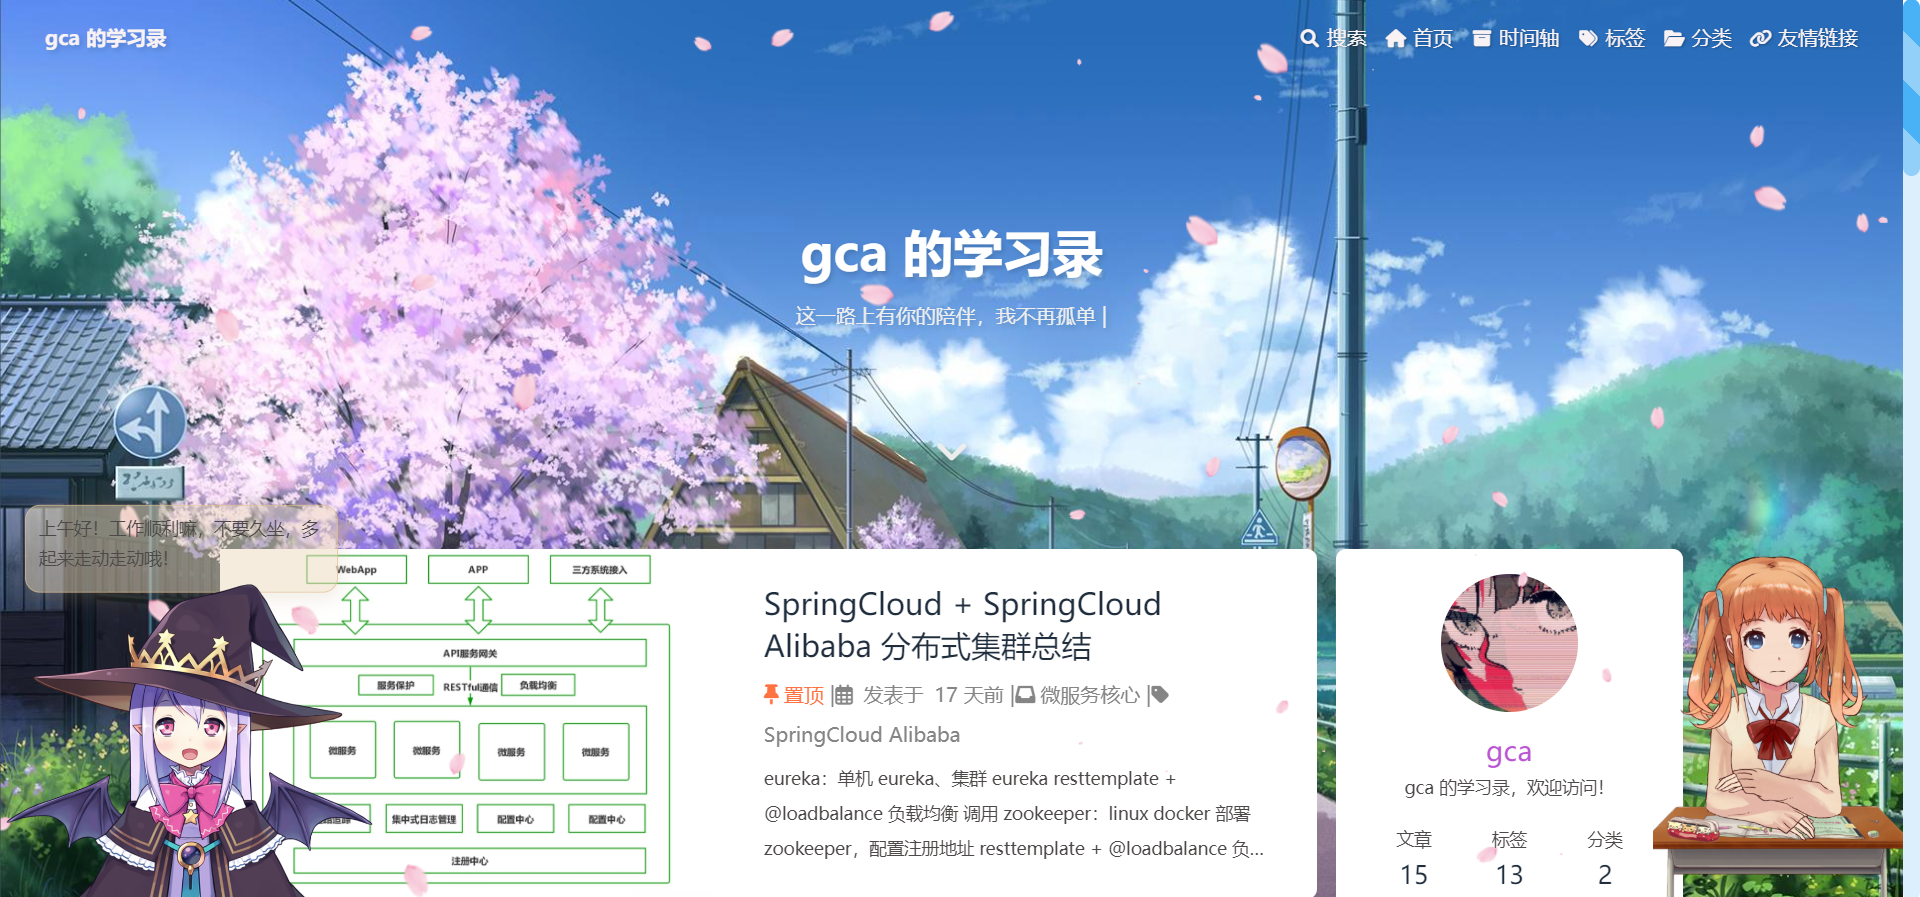 gca 的学习录
搜索 首页 时间轴 标签 分类 友情链接
gca 的学习录
这一路上有你的陪伴，我不再孤单 |
上午好！工作顺利嘛，不要久坐，多
起来走动走动哦！
WebApp
APP
三方系统接入
API服务网关
服务保护
RESTful通信
负载均衡
微服务
微服务
微服务
微服务
集中式日志管理
配置中心
配置中心
注册中心
SpringCloud + SpringCloud
Alibaba 分布式集群总结
置顶 | 发表于 17 天前 | 微服务核心 |
SpringCloud Alibaba
eureka：单机 eureka、集群 eureka resttemplate +
@loadbalance 负载均衡 调用 zookeeper：linux docker 部署
zookeeper，配置注册地址 resttemplate + @loadbalance 负...
gca
gca 的学习录，欢迎访问！
文章 标签 分类
15 13 2